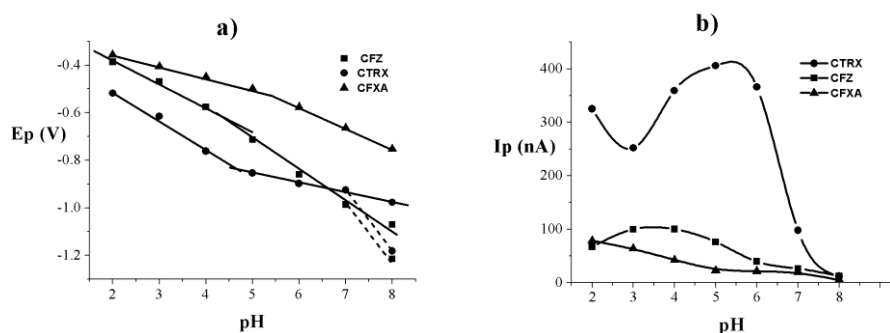 a)
-0.4
-0.6
-0.8
-1.0
-1.2
Ep (V)
CFZ
CTRX
CFXA
2 3 4 5 6 7 8
pH
b)
400
300
200
100
0
Ip (nA)
CTRX
CFZ
CFXA
2 3 4 5 6 7 8
pH